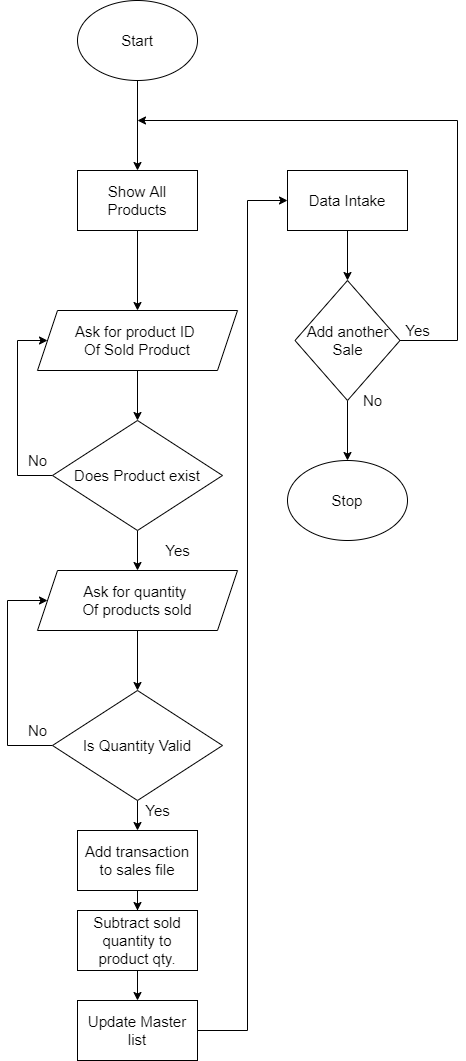 Start
Show All
Products
Ask for product ID
Of Sold Product
No
Does Product exist
Yes
Ask for quantity
Of products sold
No
Is Quantity Valid
Yes
Add transaction
to sales file
Subtract sold
quantity to
product qty.
Update Master
list
Data Intake
Add another
Sale
Yes
No
Stop